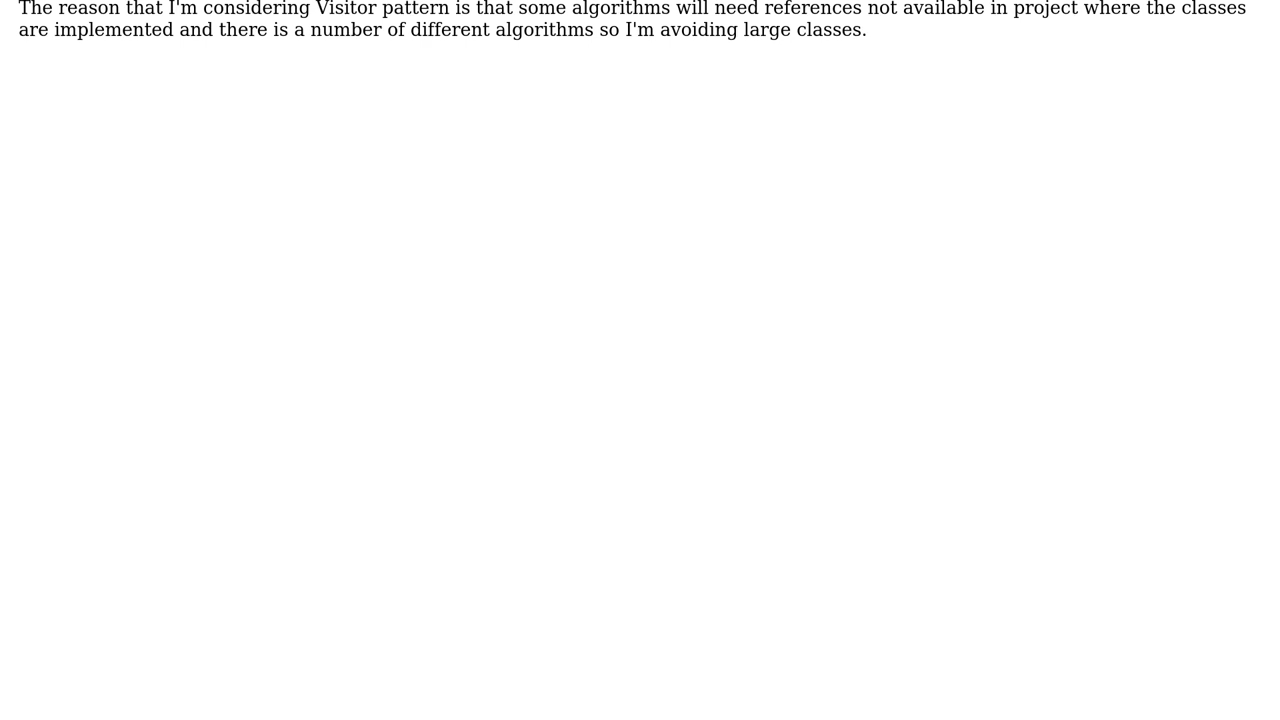 The reason that I'm considering Visitor pattern is that some algorithms will need references not available in project where the classes
are implemented and there is a number of different algorithms so I'm avoiding large classes.